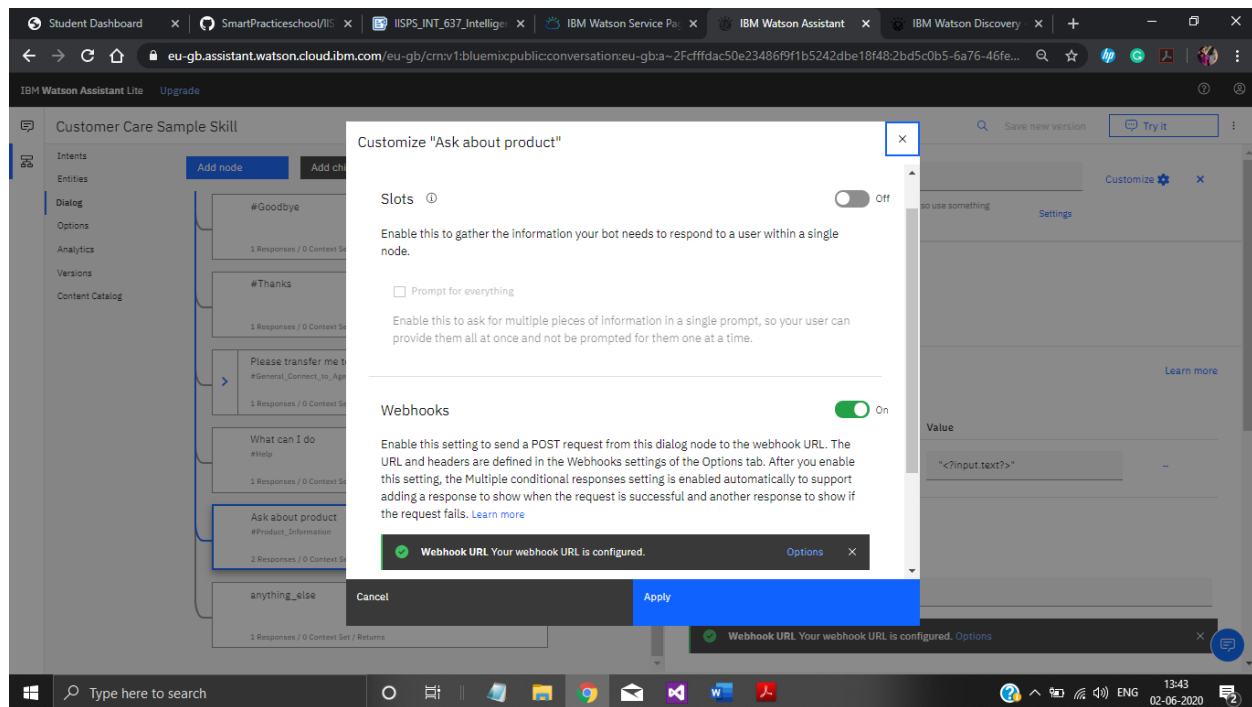 Student Dashboard
SmartPracticeschool/IIS
IISPS_INT_637_Intellige
IBM Watson Service Pag
IBM Watson Assistant
IBM Watson Discovery
eu-gb.assistant.watson.cloud.ibm.com/eu-gb/crn:v1:bluemix:public:conversation:eu-gb:a~2Fcfffdac50e23486f9f1b5242dbe18f48:2bd5c0b5-6a76-46fe...
IBM Watson Assistant Lite Upgrade
Customer Care Sample Skill
Save new version
Try it
Intents
Entities
Dialog
Options
Analytics
Versions
Content Catalog
Add node
Add chi
#Goodbye
1 Responses / 0 Context Se
#Thanks
1 Responses / 0 Context Se
Please transfer me t
#General_Connect_to_Age
1 Responses / 0 Context Se
What can I do
#Help
1 Responses / 0 Context Se
Ask about product
#Product_Information
2 Responses / 0 Context Se
anything_else
1 Responses / 0 Context Set / Returns
Customize "Ask about product"
Slots
Off
Enable this to gather the information your bot needs to respond to a user within a single
node.
Prompt for everything
Enable this to ask for multiple pieces of information in a single prompt, so your user can
provide them all at once and not be prompted for them one at a time.
Webhooks
On
Enable this setting to send a POST request from this dialog node to the webhook URL. The
URL and headers are defined in the Webhooks settings of the Options tab. After you enable
this setting, the Multiple conditional responses setting is enabled automatically to support
adding a response to show when the request is successful and another response to show if
the request fails. Learn more
Webhook URL Your webhook URL is configured. Options
Cancel
Apply
Customize
so use something
Settings
Learn more
Value
"<?input.text?>"
Webhook URL Your webhook URL is configured. Options
Type here to search
ENG
13:43
02-06-2020
2